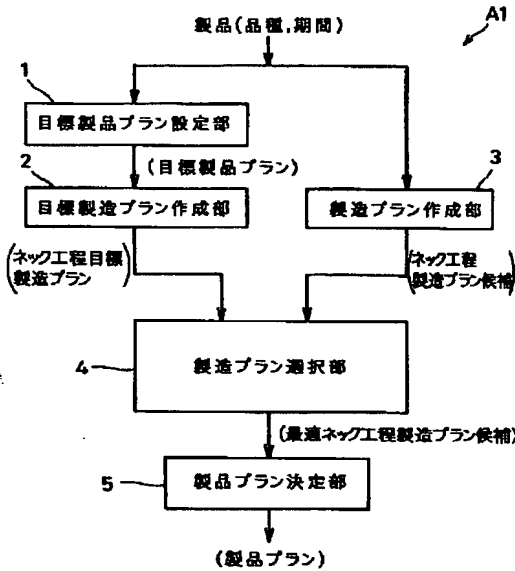 製品(品種,期間)
A1
1
目標製品プラン設定部
(目標製品プラン)
2
目標製造プラン作成部
3
製造プラン作成部
(ネック工程目標
製造プラン)
(ネック工程
製造プラン候補)
4
製造プラン選択部
(最適ネック工程製造プラン候補)
5
製品プラン決定部
(製品プラン)